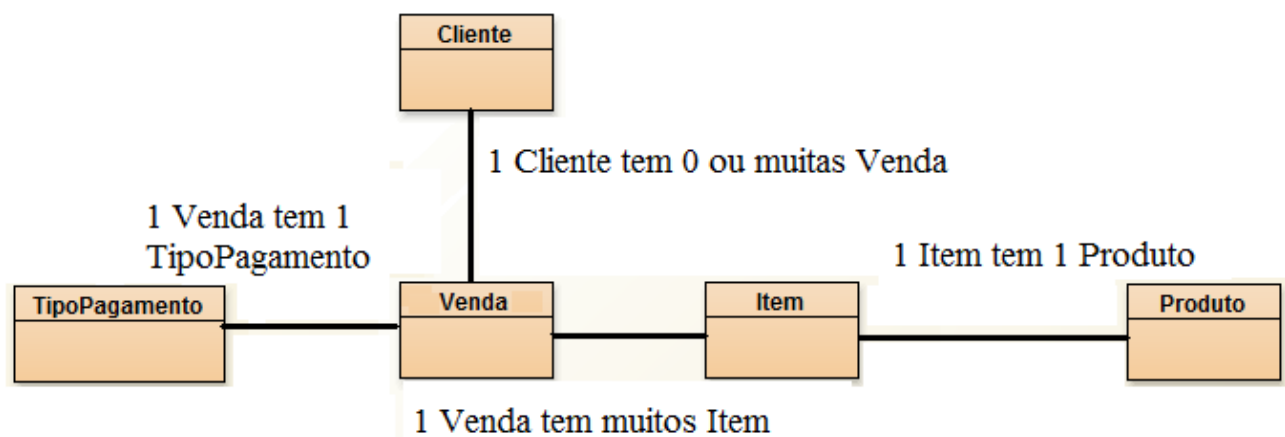 Cliente
1 Cliente tem 0 ou muitas Venda
1 Venda tem 1
TipoPagamento
1 Item tem 1 Produto
TipoPagamento
Venda
Item
Produto
1 Venda tem muitos Item